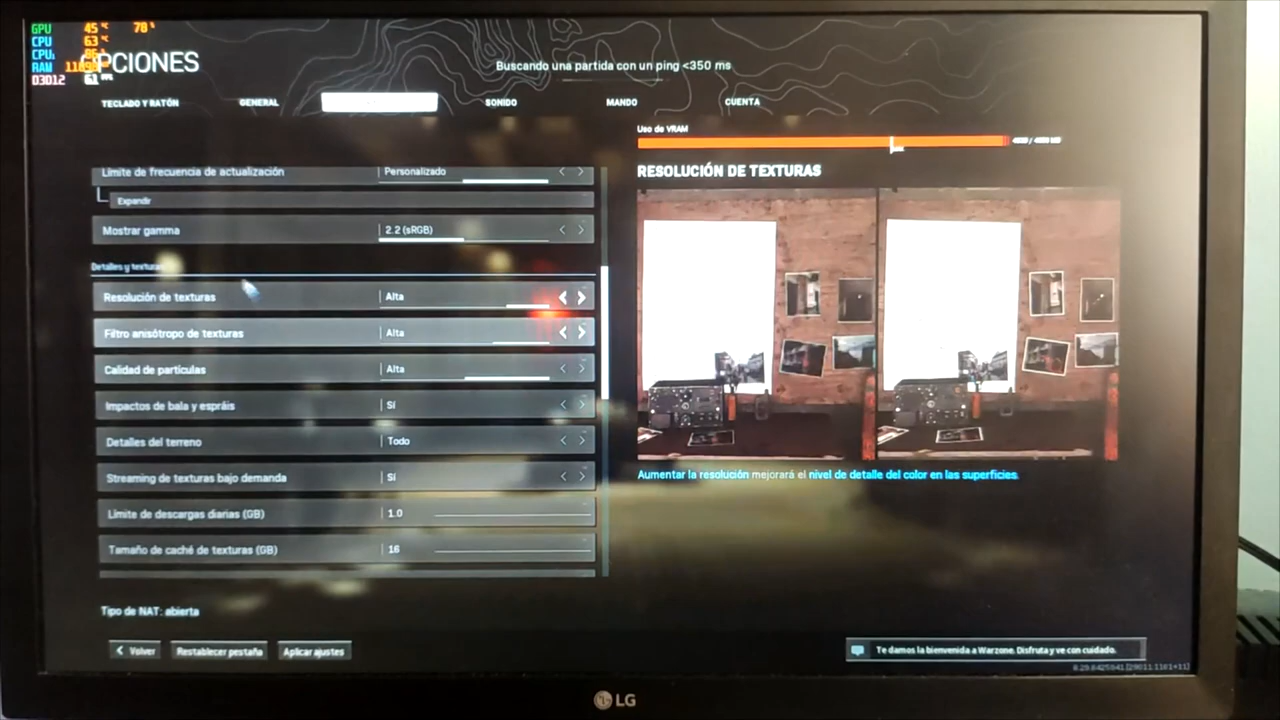 GPU 45 °C 78 %
CPU 63 °C
CPU
RAM
D3D12 61 FPS
OPCIONES
Buscando una partida con un ping <350 ms
TECLADO Y RATÓN GENERAL SONIDO MANDO CUENTA
Uso de VRAM
Límite de frecuencia de actualización Personalizado
Expandir
Mostrar gamma 2.2 (sRGB)
Detalles y texturas
Resolución de texturas Alta
Filtro anisótropo de texturas Alta
Calidad de partículas Alta
Impactos de bala y espráis Sí
Detalles del terreno Todo
Streaming de texturas bajo demanda Sí
Límite de descargas diarias (GB) 1.0
Tamaño de caché de texturas (GB) 16
RESOLUCIÓN DE TEXTURAS
Aumentar la resolución mejorará el nivel de detalle del color en las superficies.
Tipo de NAT: abierta
Volver Restablecer pestaña Aplicar ajustes
Te damos la bienvenida a Warzone. Disfruta y ve con cuidado.
LG